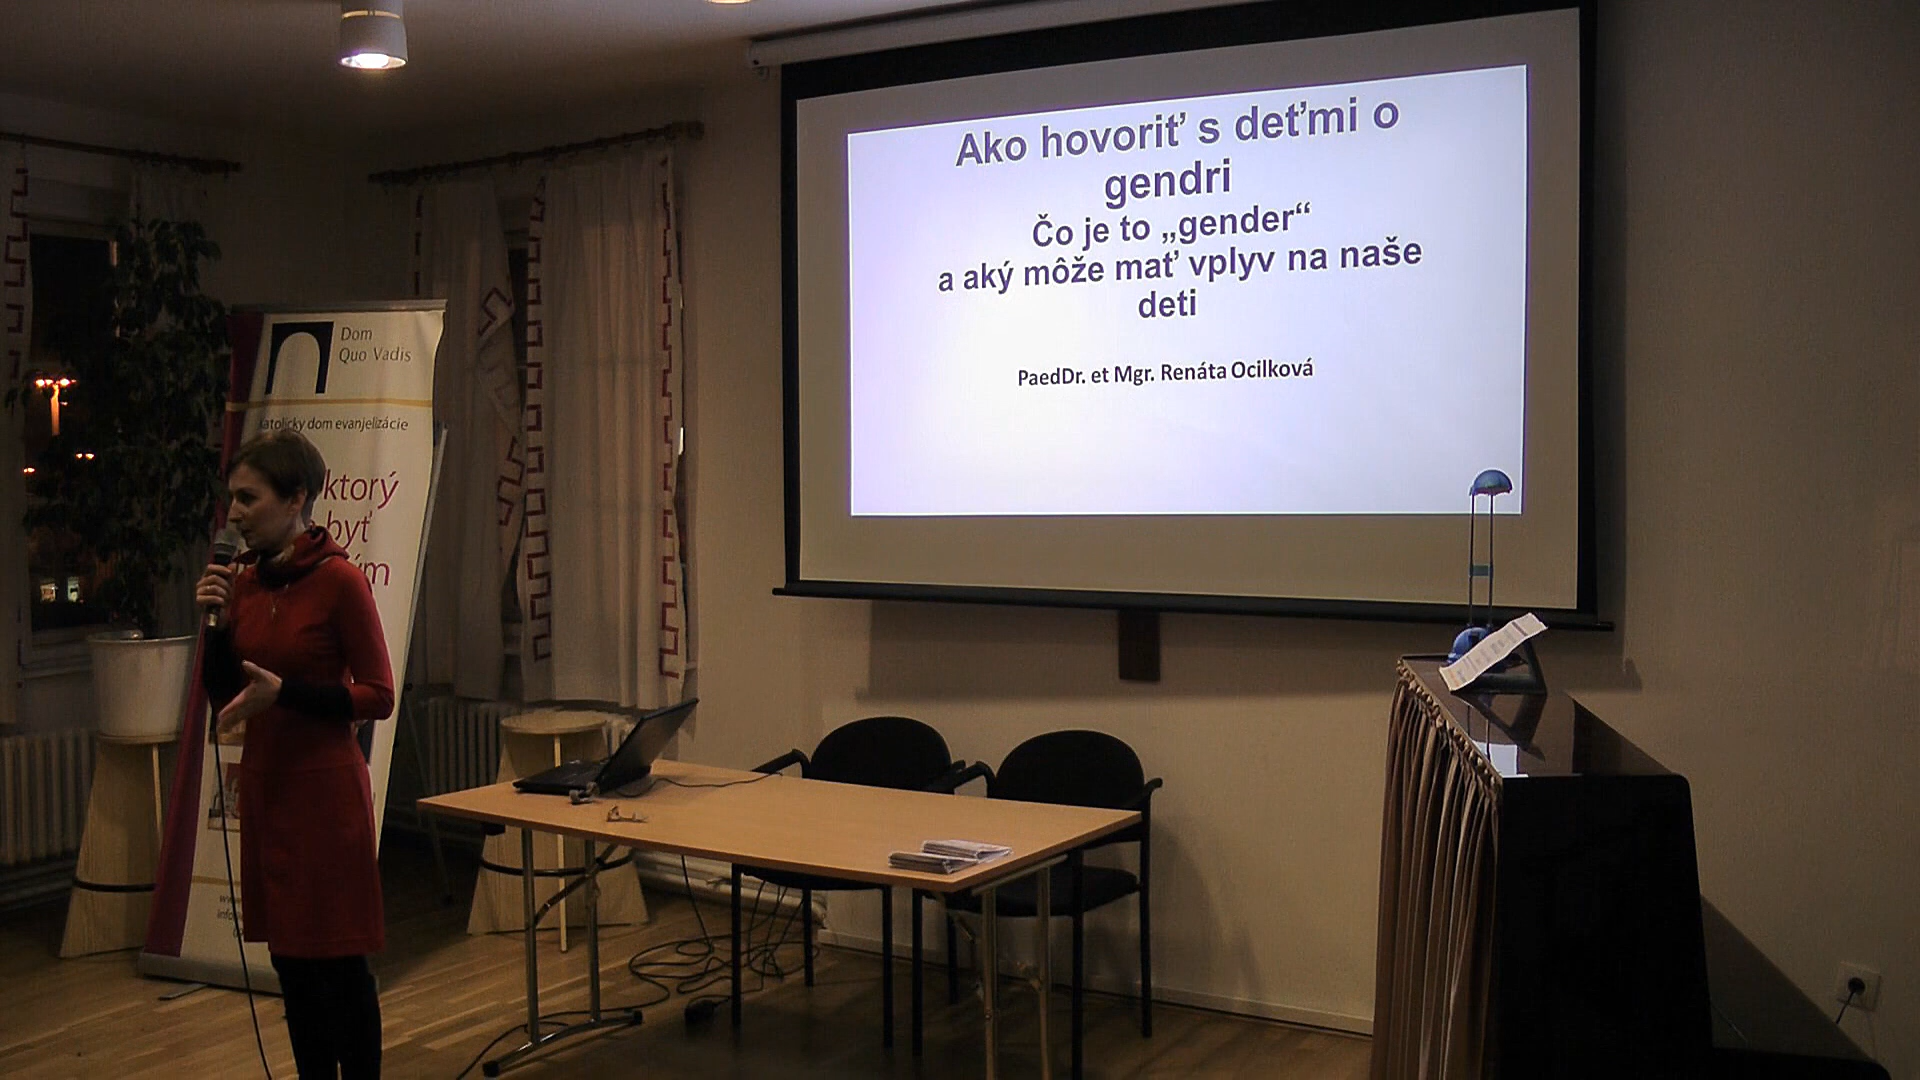 Ako hovoriť s deťmi o
gendri
Čo je to „gender“
a aký môže mať vplyv na naše
deti
PaedDr. et Mgr. Renáta Ocilková
Dom
Quo Vadis
katolícky dom evanjelizácie
ktorý
byť